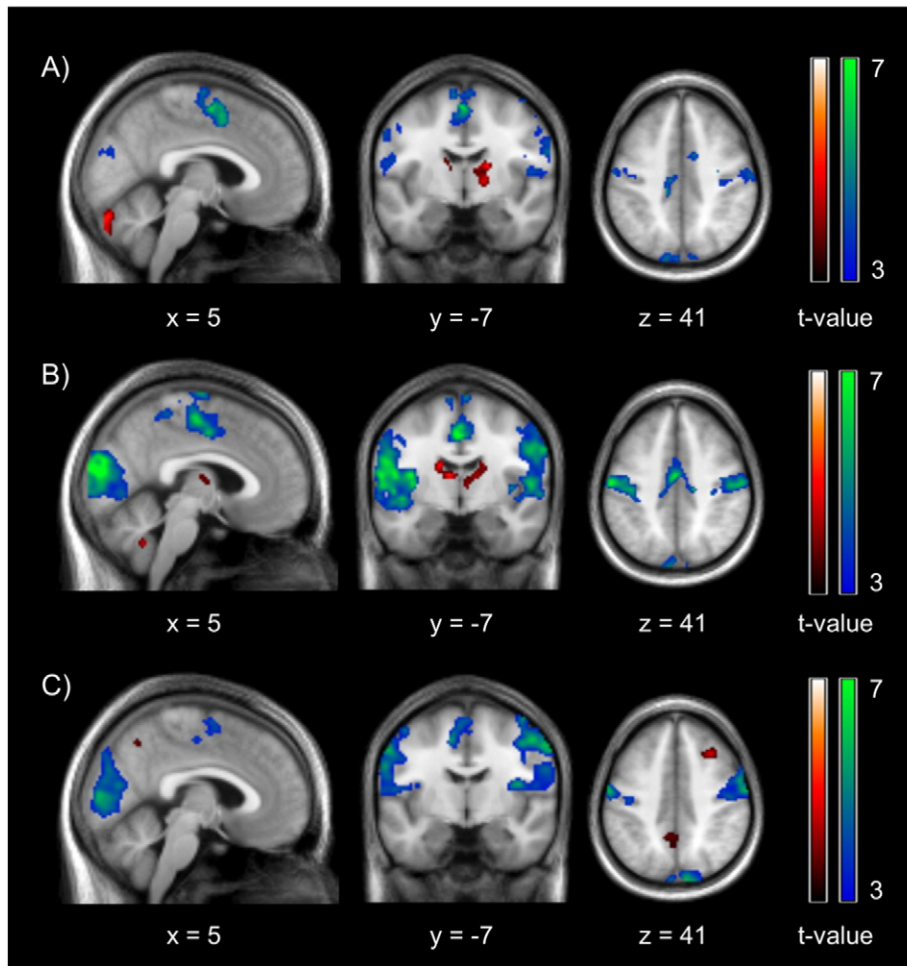 A)
7
3
x = 5 y = -7 z = 41 t-value
B)
7
3
x = 5 y = -7 z = 41 t-value
C)
7
3
x = 5 y = -7 z = 41 t-value